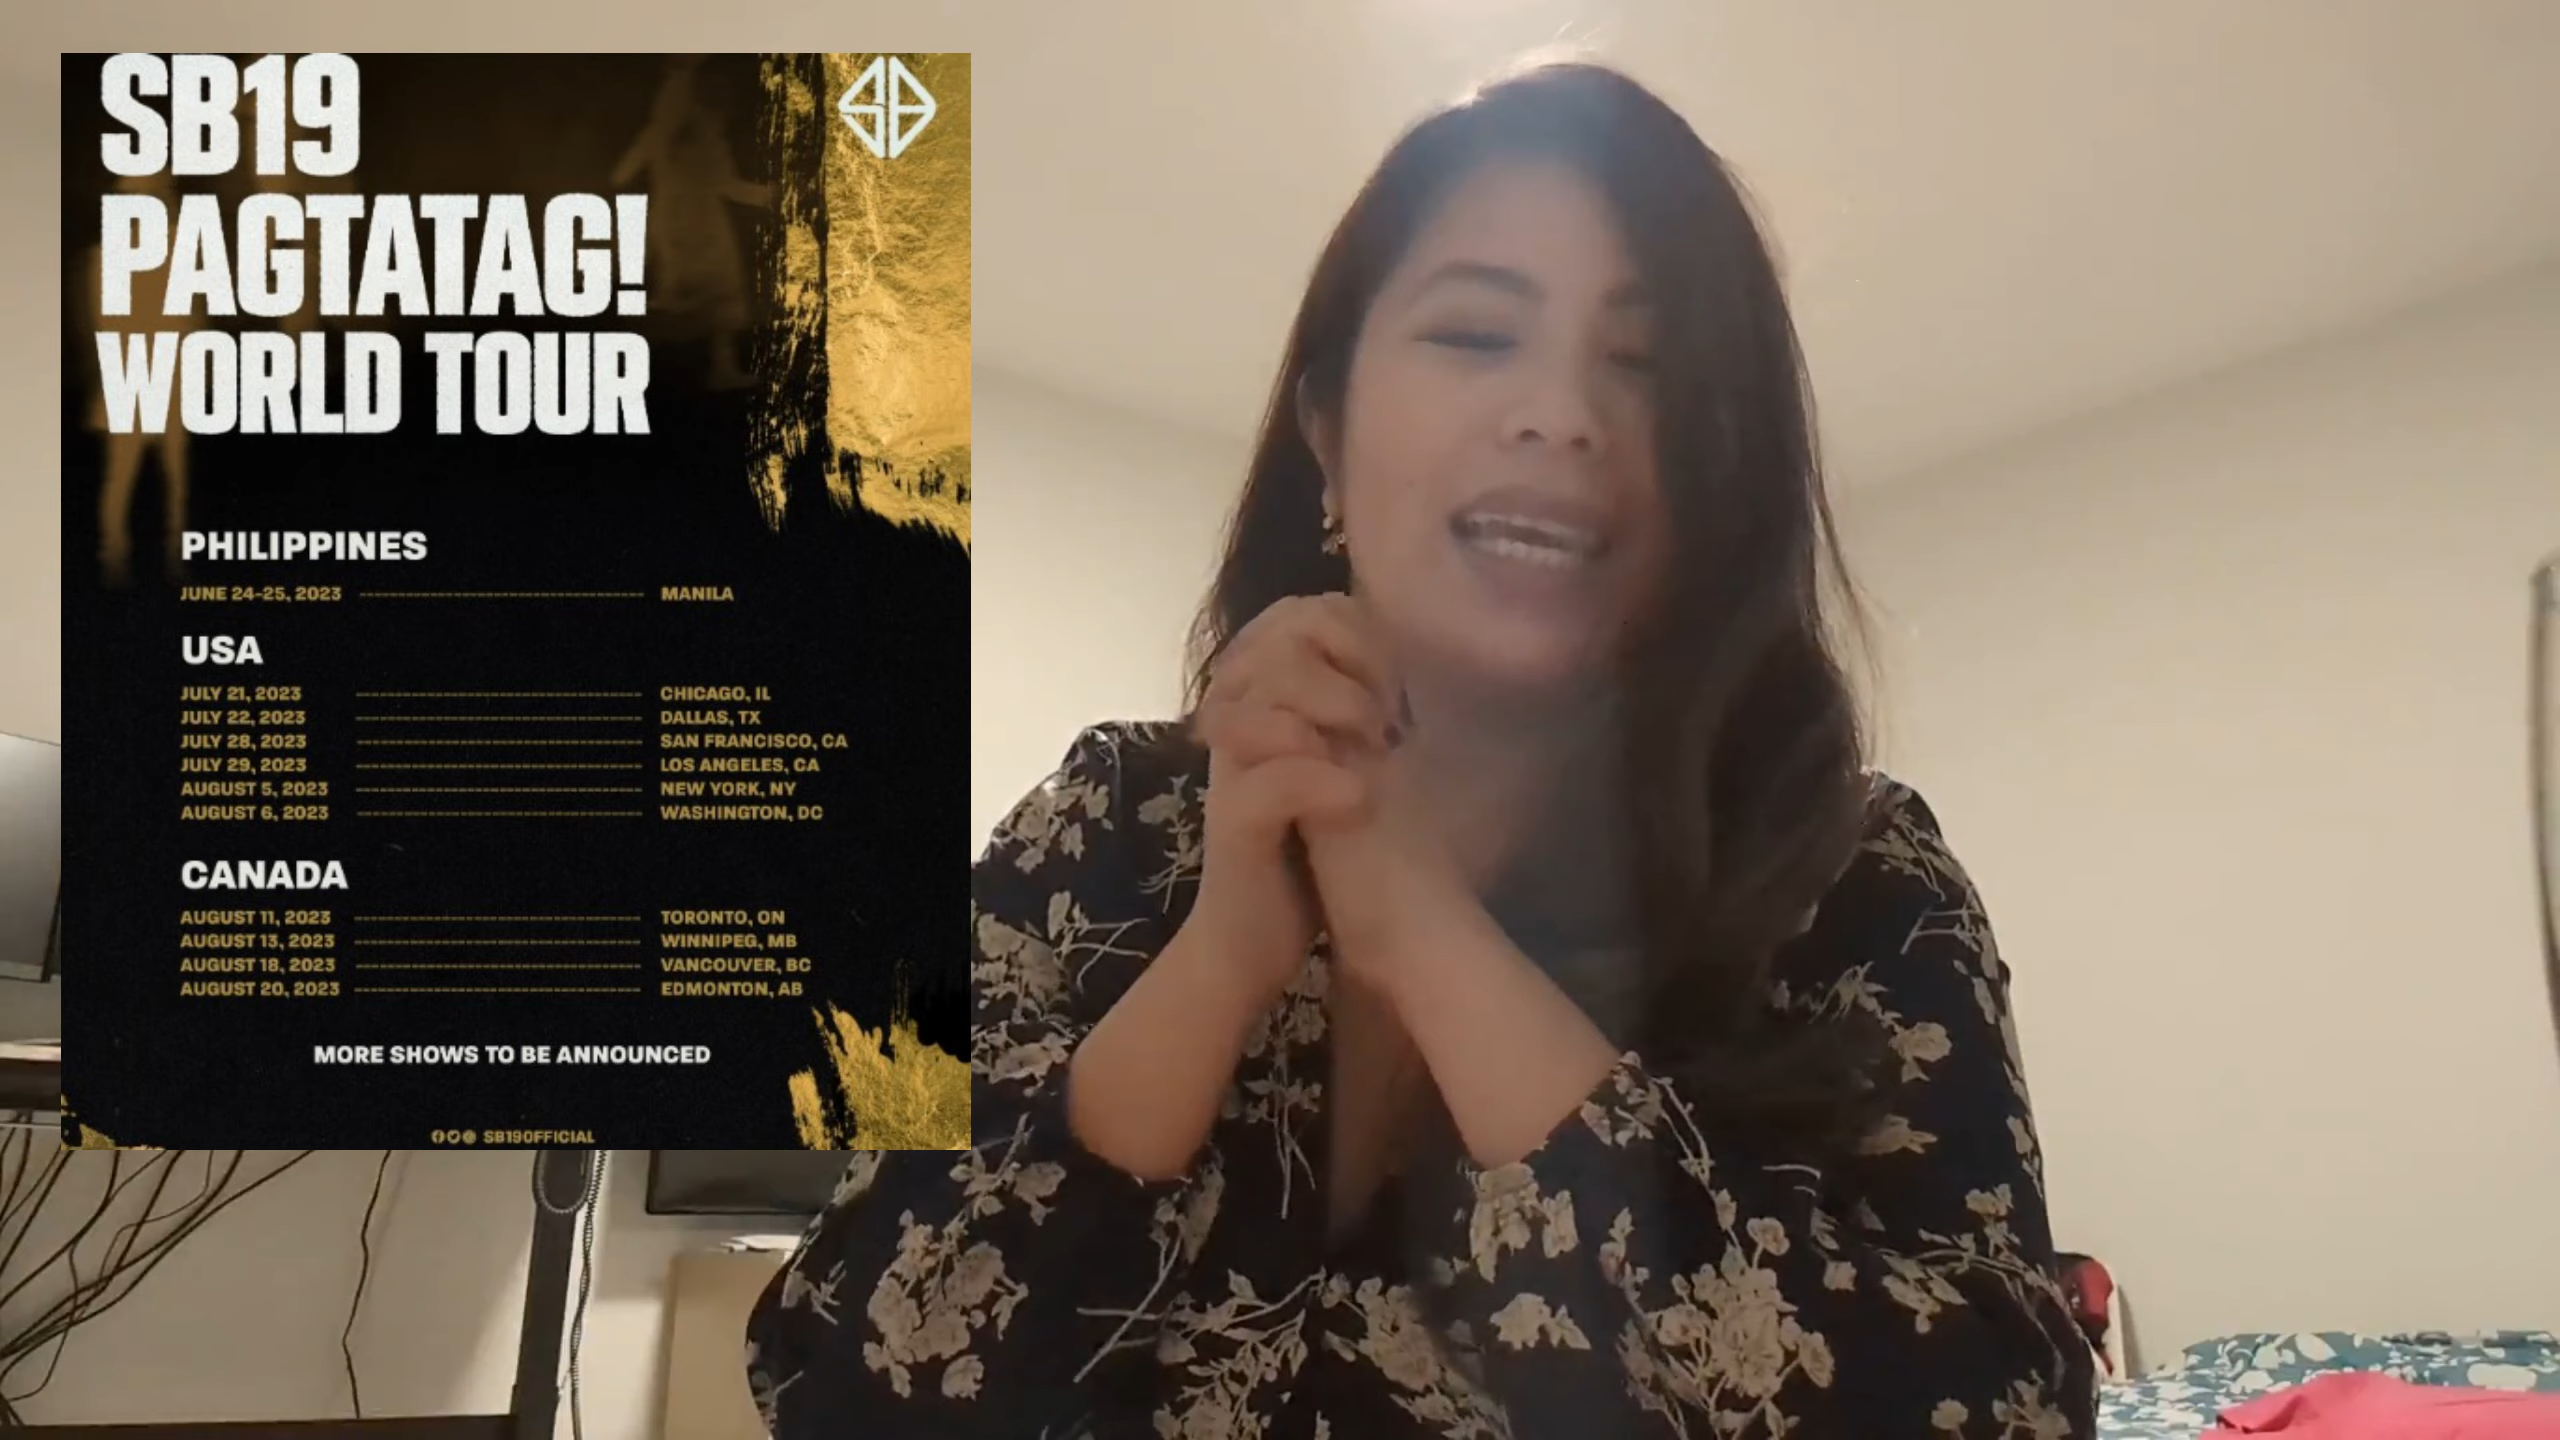 SB19
PAGTATAG!
WORLD TOUR
SB
PHILIPPINES
JUNE 24-25, 2023 MANILA
USA
JULY 21, 2023 CHICAGO, IL
JULY 22, 2023 DALLAS, TX
JULY 28, 2023 SAN FRANCISCO, CA
JULY 29, 2023 LOS ANGELES, CA
AUGUST 5, 2023 NEW YORK, NY
AUGUST 6, 2023 WASHINGTON, DC
CANADA
AUGUST 11, 2023 TORONTO, ON
AUGUST 13, 2023 WINNIPEG, MB
AUGUST 18, 2023 VANCOUVER, BC
AUGUST 20, 2023 EDMONTON, AB
MORE SHOWS TO BE ANNOUNCED
SB19OFFICIAL